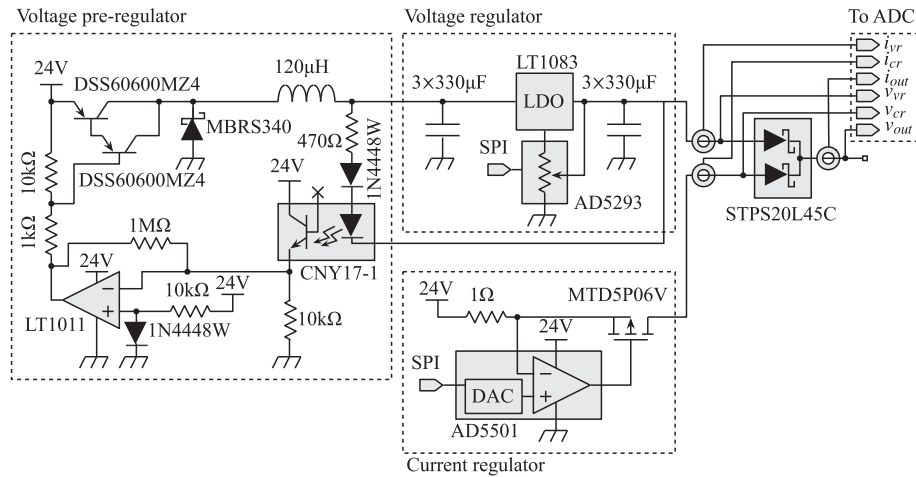 Voltage pre-regulator
24V
DSS60600MZ4
120μH
MBRS340
DSS60600MZ4
10kΩ
1kΩ
470Ω
1N4448W
24V
CNY17-1
1MΩ
24V
LT1011
10kΩ
24V
1N4448W
10kΩ
Voltage regulator
LT1083
3×330μF
3×330μF
LDO
SPI
AD5293
To ADC
i_vr
i_cr
i_out
v_vr
v_cr
v_out
STPS20L45C
24V
1Ω
MTD5P06V
24V
SPI
DAC
AD5501
Current regulator